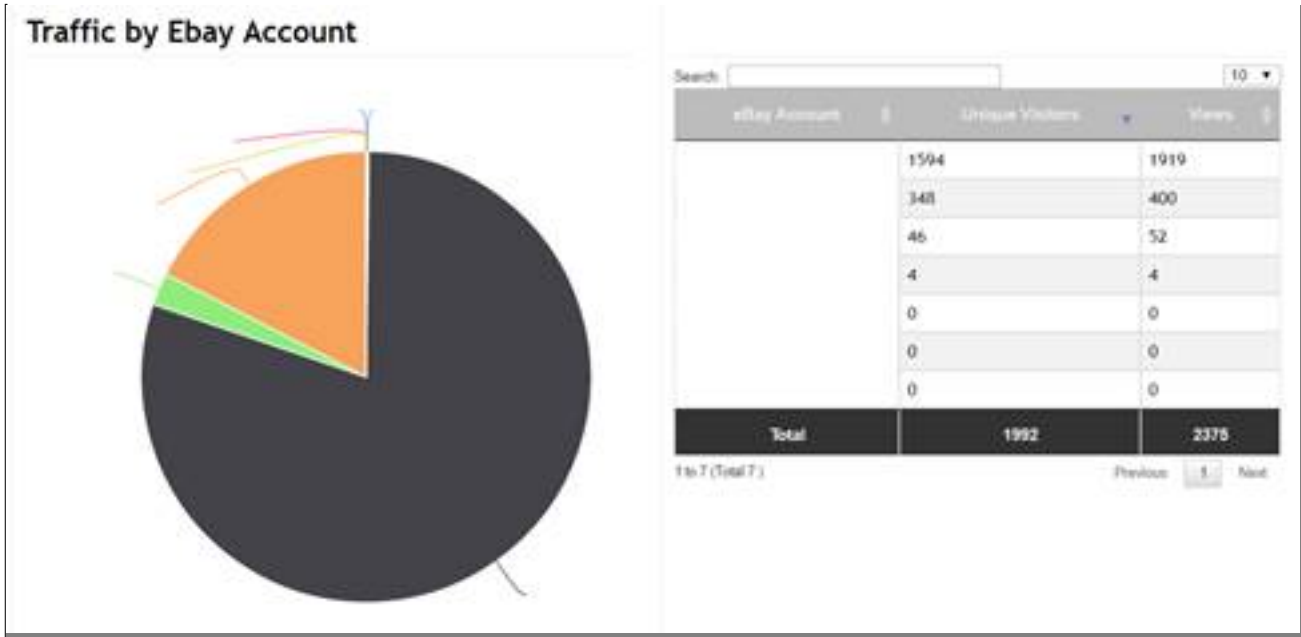 Traffic by Ebay Account
Search:
10
eBay Account Unique Visitors Views
1594 1919
348 400
46 52
4 4
0 0
0 0
0 0
Total 1992 2375
1 to 7 (Total 7 )
Previous 1 Next